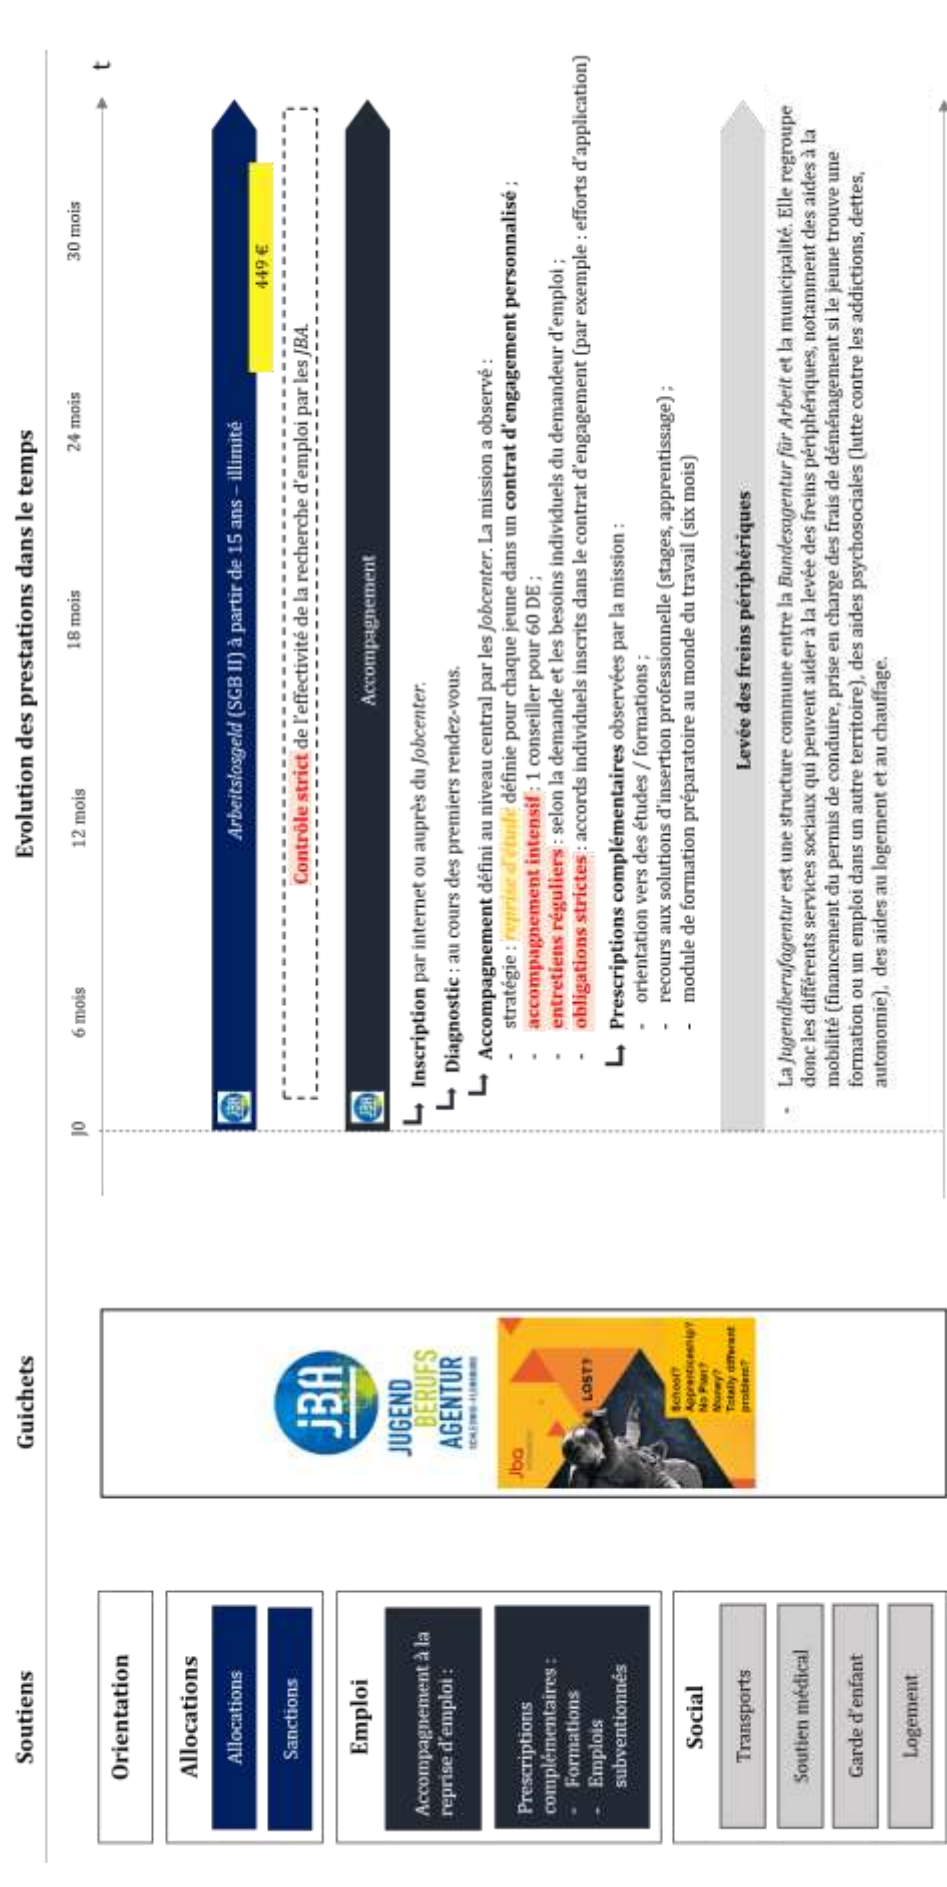 Soutiens
Guichets
Evolution des prestations dans le temps
J0
6 mois
12 mois
18 mois
24 mois
30 mois
t
Orientation
Allocations
Allocations
Sanctions
Emploi
Accompagnement à la
reprise d'emploi :
Prescriptions
complémentaires :
- Formations
- Emplois
subventionnés
Social
Transports
Soutien médical
Garde d'enfant
Logement
JBA
JUGEND
BERUFS
AGENTUR
Jba
LOST?
School?
Apprenticeship?
No Plan?
Money?
Totally different
problem?
JBA
Arbeitslosgeld (SGB II) à partir de 15 ans – illimité
449 €
Contrôle strict de l'effectivité de la recherche d'emploi par les JBA.
JBA
Accompagnement
Inscription par internet ou auprès du Jobcenter.
Diagnostic : au cours des premiers rendez-vous.
Accompagnement défini au niveau central par les Jobcenter. La mission a observé :
- stratégie : reprise d'étude définie pour chaque jeune dans un contrat d'engagement personnalisé ;
- accompagnement intensif : 1 conseiller pour 60 DE ;
- entretiens réguliers : selon la demande et les besoins individuels du demandeur d'emploi ;
- obligations strictes : accords individuels inscrits dans le contrat d'engagement (par exemple : efforts d'application)
Prescriptions complémentaires observées par la mission :
- orientation vers des études / formations ;
- recours aux solutions d'insertion professionnelle (stages, apprentissage) ;
- module de formation préparatoire au monde du travail (six mois)
Levée des freins périphériques
- La Jugendberufagentur est une structure commune entre la Bundesagentur für Arbeit et la municipalité. Elle regroupe
donc les différents services sociaux qui peuvent aider à la levée des freins périphériques, notamment des aides à la
mobilité (financement du permis de conduire, prise en charge des frais de déménagement si le jeune trouve une
formation ou un emploi dans un autre territoire), des aides psychosociales (lutte contre les addictions, dettes,
autonomie), des aides au logement et au chauffage.